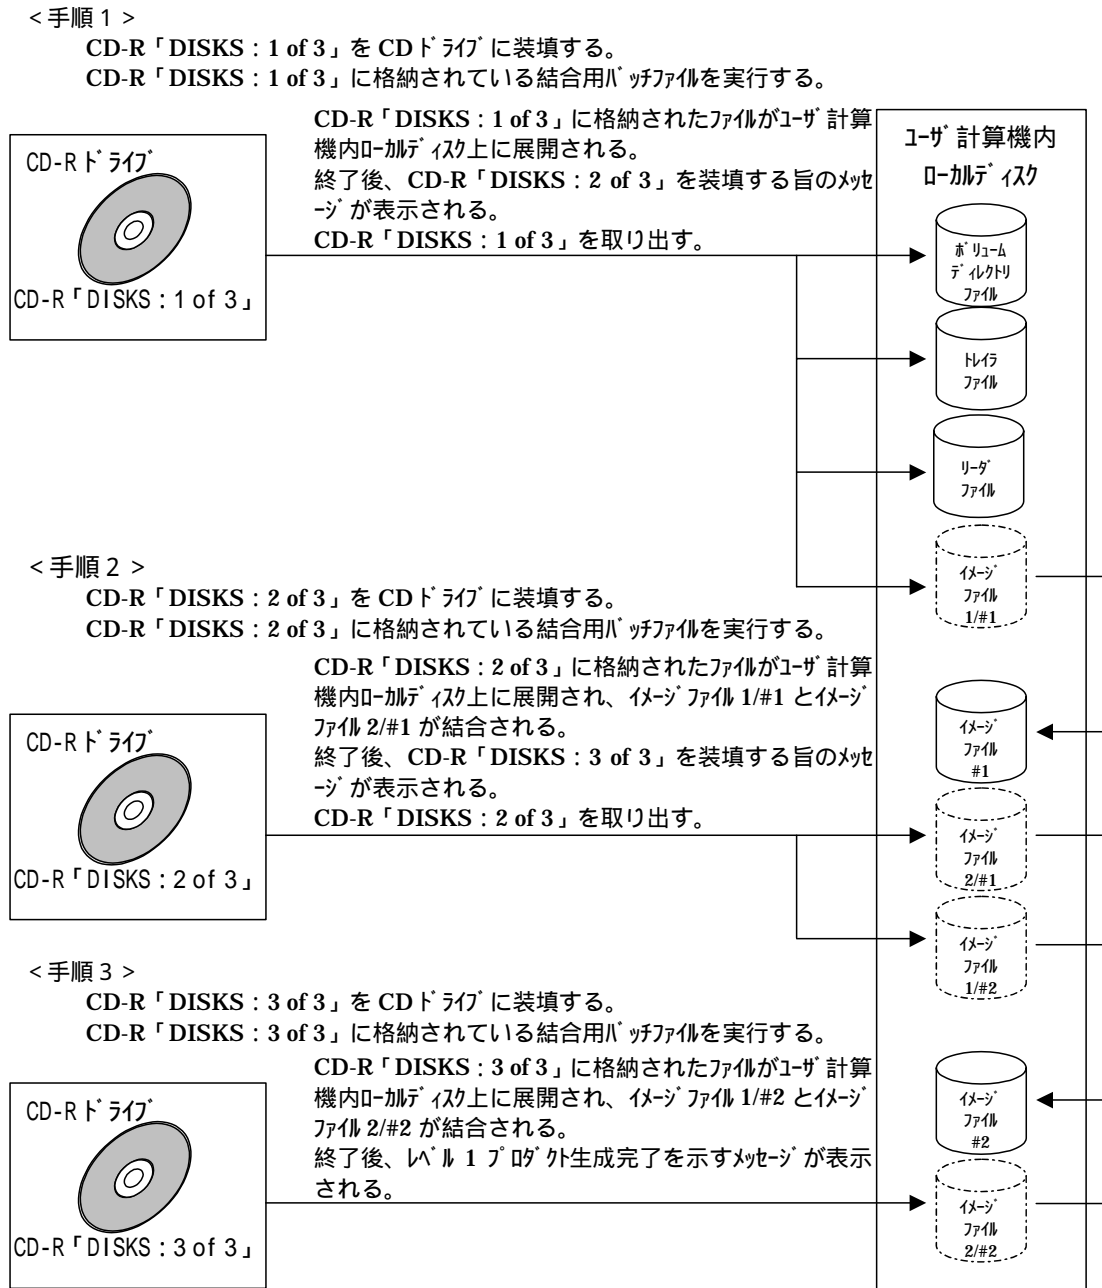 <手順１>
CD-R「DISKS：1 of 3」を CDﾄﾞﾗｲﾌﾞに装填する。
CD-R「DISKS：1 of 3」に格納されている結合用ﾊﾞｯﾁﾌｧｲﾙを実行する。
CD-R「DISKS：1 of 3」に格納されたﾌｧｲﾙがﾕｰｻﾞ計算
機内ﾛｰｶﾙﾃﾞｨｽｸ上に展開される。
終了後、CD-R「DISKS：2 of 3」を装填する旨のﾒｯｾ
ｰｼﾞが表示される。
CD-R「DISKS：1 of 3」を取り出す。
CD-Rﾄﾞﾗｲﾌﾞ
CD-R「DISKS：1 of 3」
ﾕｰｻﾞ計算機内
ﾛｰｶﾙﾃﾞｨｽｸ
ﾎﾞﾘｭｰﾑ
ﾃﾞｨﾚｸﾄﾘ
ﾌｧｲﾙ
ﾄﾚｲﾗ
ﾌｧｲﾙ
ﾘｰﾀﾞ
ﾌｧｲﾙ
ｲﾒｰｼﾞ
ﾌｧｲﾙ
1/#1
<手順２>
CD-R「DISKS：2 of 3」を CDﾄﾞﾗｲﾌﾞに装填する。
CD-R「DISKS：2 of 3」に格納されている結合用ﾊﾞｯﾁﾌｧｲﾙを実行する。
CD-R「DISKS：2 of 3」に格納されたﾌｧｲﾙがﾕｰｻﾞ計算
機内ﾛｰｶﾙﾃﾞｨｽｸ上に展開され、ｲﾒｰｼﾞﾌｧｲﾙ 1/#1 とｲﾒｰｼﾞ
ﾌｧｲﾙ 2/#1 が結合される。
終了後、CD-R「DISKS：3 of 3」を装填する旨のﾒｯｾ
ｰｼﾞが表示される。
CD-R「DISKS：2 of 3」を取り出す。
CD-Rﾄﾞﾗｲﾌﾞ
CD-R「DISKS：2 of 3」
ｲﾒｰｼﾞ
ﾌｧｲﾙ
#1
ｲﾒｰｼﾞ
ﾌｧｲﾙ
2/#1
ｲﾒｰｼﾞ
ﾌｧｲﾙ
1/#2
<手順３>
CD-R「DISKS：3 of 3」を CDﾄﾞﾗｲﾌﾞに装填する。
CD-R「DISKS：3 of 3」に格納されている結合用ﾊﾞｯﾁﾌｧｲﾙを実行する。
CD-R「DISKS：3 of 3」に格納されたﾌｧｲﾙがﾕｰｻﾞ計算
機内ﾛｰｶﾙﾃﾞｨｽｸ上に展開され、ｲﾒｰｼﾞﾌｧｲﾙ 1/#2 とｲﾒｰｼﾞ
ﾌｧｲﾙ 2/#2 が結合される。
終了後、ﾚﾍﾞﾙ 1 ﾌﾟﾛﾀﾞｸﾄ生成完了を示すﾒｯｾｰｼﾞが表示
される。
CD-Rﾄﾞﾗｲﾌﾞ
CD-R「DISKS：3 of 3」
ｲﾒｰｼﾞ
ﾌｧｲﾙ
#2
ｲﾒｰｼﾞ
ﾌｧｲﾙ
2/#2